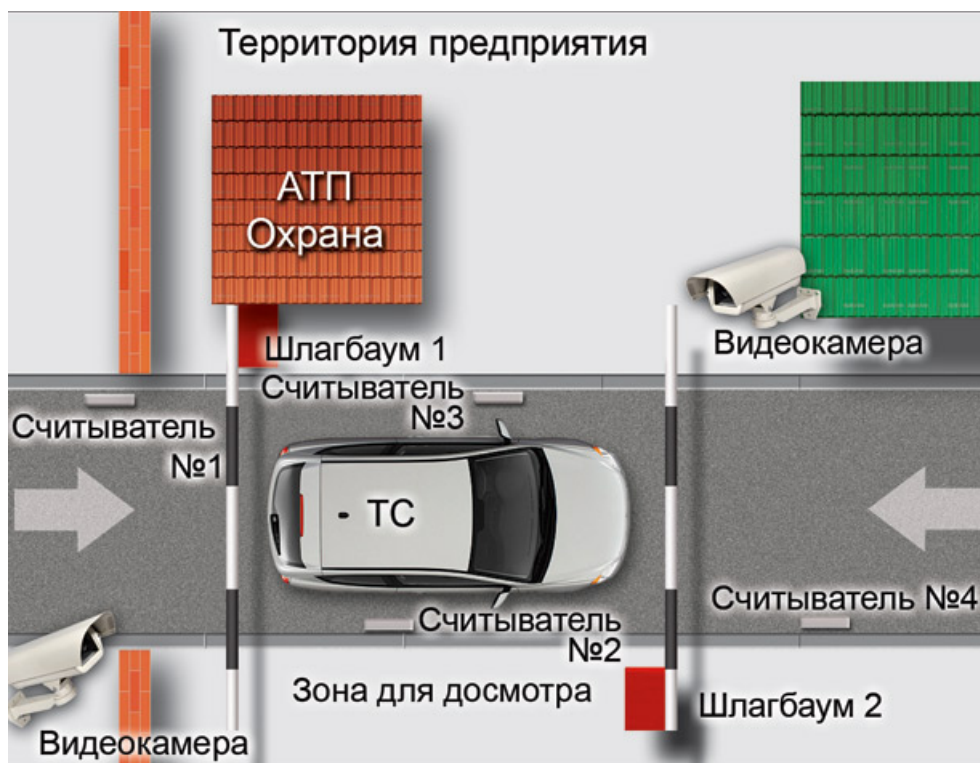 Территория предприятия
АТП
Охрана
Видеокамера
Шлагбаум 1
Считыватель
№3
Считыватель
№1
ТС
Считыватель №4
Считыватель
№2
Зона для досмотра
Шлагбаум 2
Видеокамера